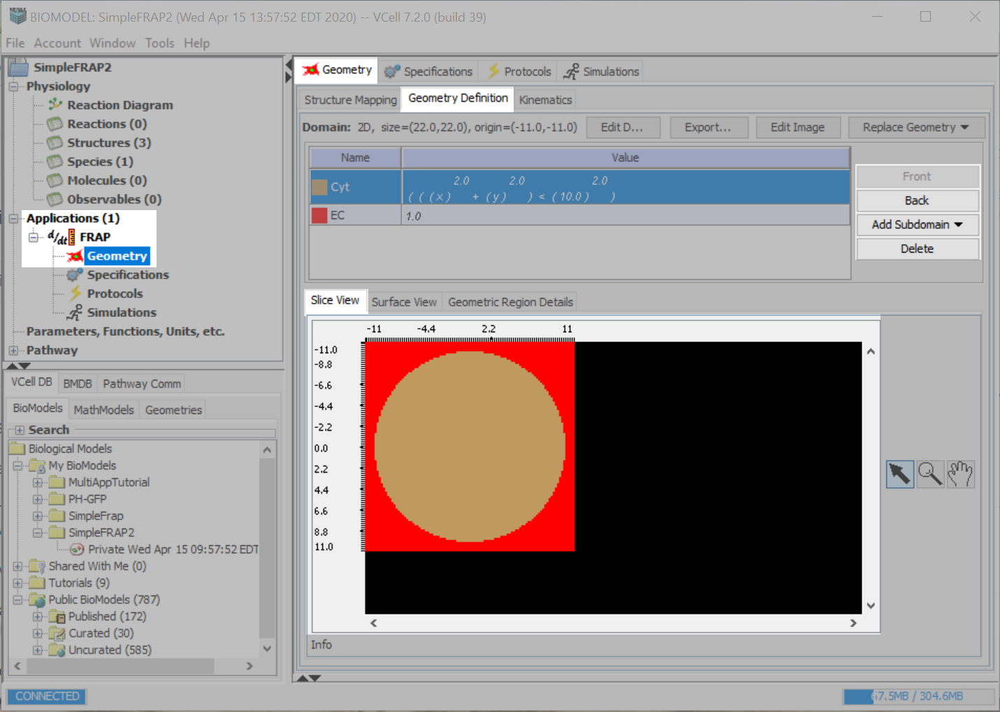 BIOMODEL: SimpleFRAP2 (Wed Apr 15 13:57:52 EDT 2020) -- VCell 7.2.0 (build 39)
File Account Window Tools Help
SimpleFRAP2
Physiology
Reaction Diagram
Reactions (0)
Structures (3)
Species (1)
Molecules (0)
Observables (0)
Applications (1)
d/dt FRAP
Geometry
Specifications
Protocols
Simulations
Parameters, Functions, Units, etc.
Pathway
VCell DB BMDB Pathway Comm
BioModels MathModels Geometries
Search
Biological Models
My BioModels
MultiAppTutorial
PH-GFP
SimpleFrap
SimpleFRAP2
Private Wed Apr 15 09:57:52 EDT
Shared With Me (0)
Tutorials (9)
Public BioModels (787)
Published (172)
Curated (30)
Uncurated (585)
CONNECTED
Geometry Specifications Protocols Simulations
Structure Mapping Geometry Definition Kinematics
Domain: 2D, size=(22.0,22.0), origin=(-11.0,-11.0) Edit D... Export... Edit Image Replace Geometry
Name Value
2.0 2.0 2.0
Cyt ( ( ( x ) + ( y ) ) < ( 10.0 ) )
EC 1.0
Front
Back
Add Subdomain
Delete
Slice View Surface View Geometric Region Details
-11 -4.4 2.2 11
-11.0
-8.8
-6.6
-4.4
-2.2
0.0
2.2
4.4
6.6
8.8
11.0
Info
67.5MB / 304.6MB